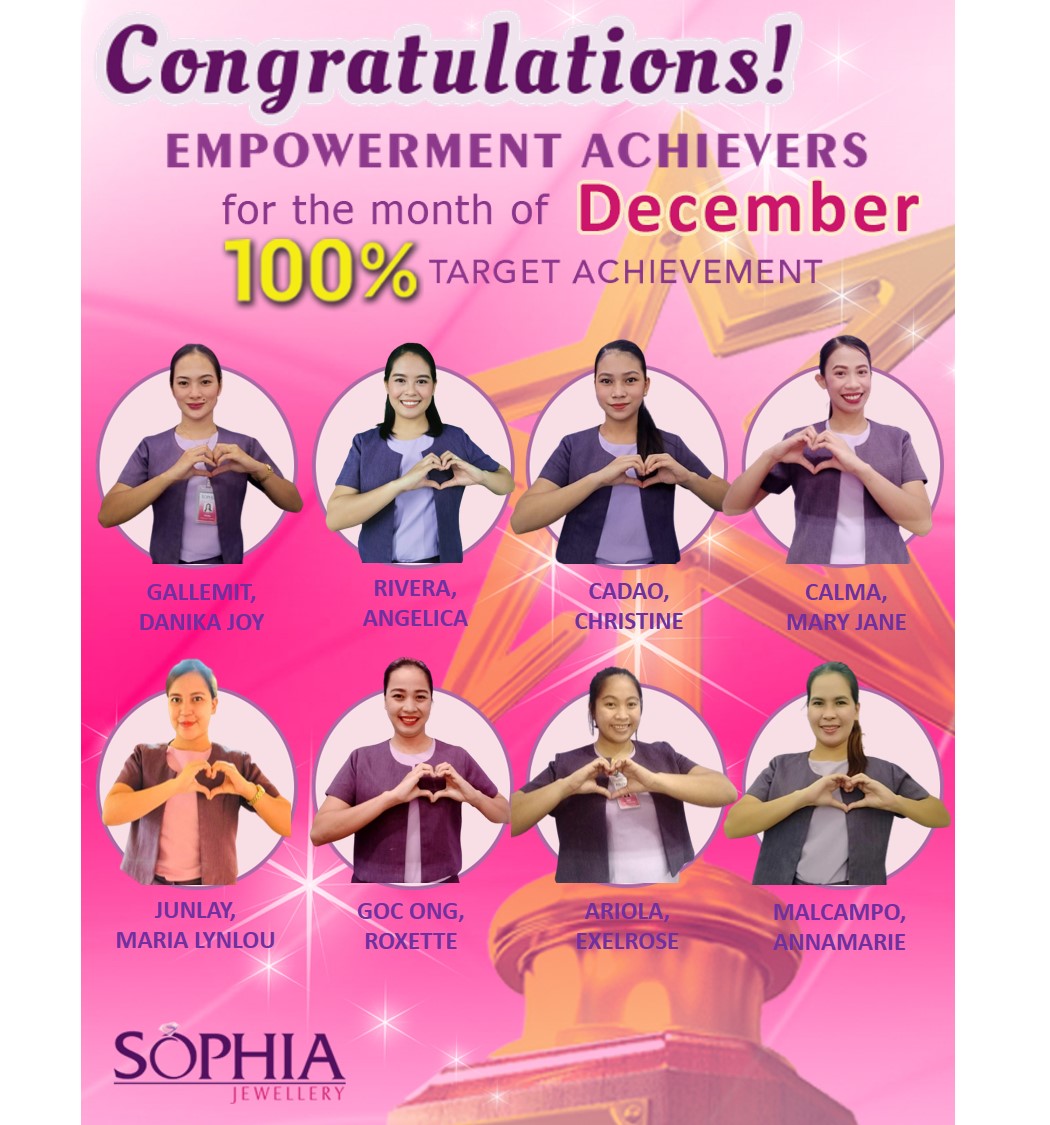 Congratulations!
EMPOWERMENT ACHIEVERS
for the month of December
100% TARGET ACHIEVEMENT
GALLEMIT,
DANIKA JOY
RIVERA,
ANGELICA
CADAO,
CHRISTINE
CALMA,
MARY JANE
JUNLAY,
MARIA LYNLOU
GOC ONG,
ROXETTE
ARIOLA,
EXELROSE
MALCAMPO,
ANNAMARIE
SOPHIA
JEWELLERY